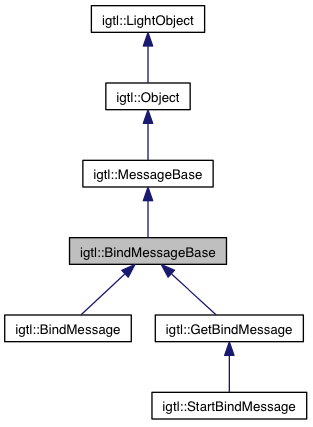 igtl::LightObject
igtl::Object
igtl::MessageBase
igtl::BindMessageBase
igtl::BindMessage
igtl::GetBindMessage
igtl::StartBindMessage